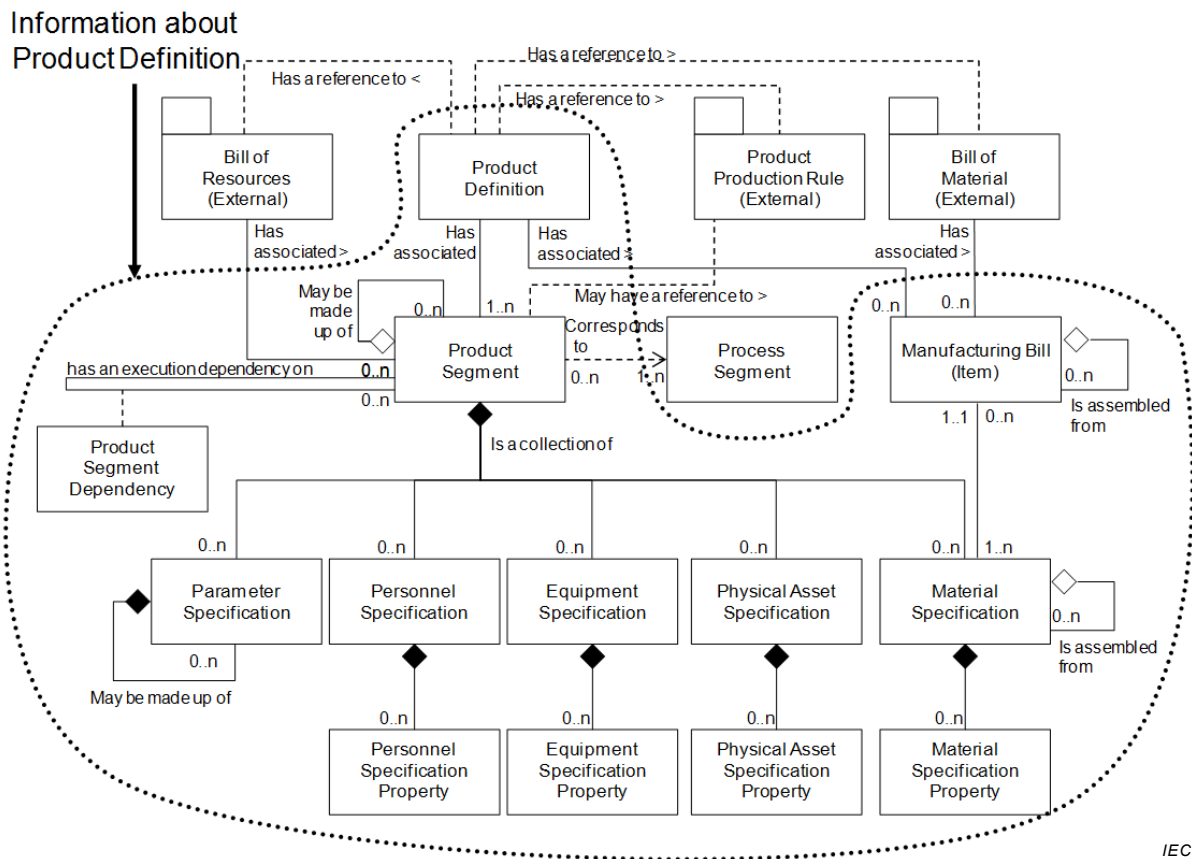 Information about
Product Definition
Has a reference to >
Has a reference to <
Has a reference to >
Bill of
Resources
(External)
Product
Definition
Product
Production Rule
(External)
Bill of
Material
(External)
Has
associated >
Has
associated
Has
associated >
Has
associated >
May be
made
up of
0..n
1..n
May have a reference to >
0..n
0..n
Product
Segment
Corresponds
to
0..n
1..n
Process
Segment
Manufacturing Bill
(Item)
0..n
Is assembled
from
has an execution dependency on
0..n
0..n
0..n
1..1
0..n
Product
Segment
Dependency
Is a collection of
0..n
0..n
0..n
0..n
0..n
1..n
Parameter
Specification
Personnel
Specification
Equipment
Specification
Physical Asset
Specification
Material
Specification
0..n
Is assembled
from
0..n
May be made up of
0..n
0..n
0..n
0..n
Personnel
Specification
Property
Equipment
Specification
Property
Physical Asset
Specification
Property
Material
Specification
Property
IEC